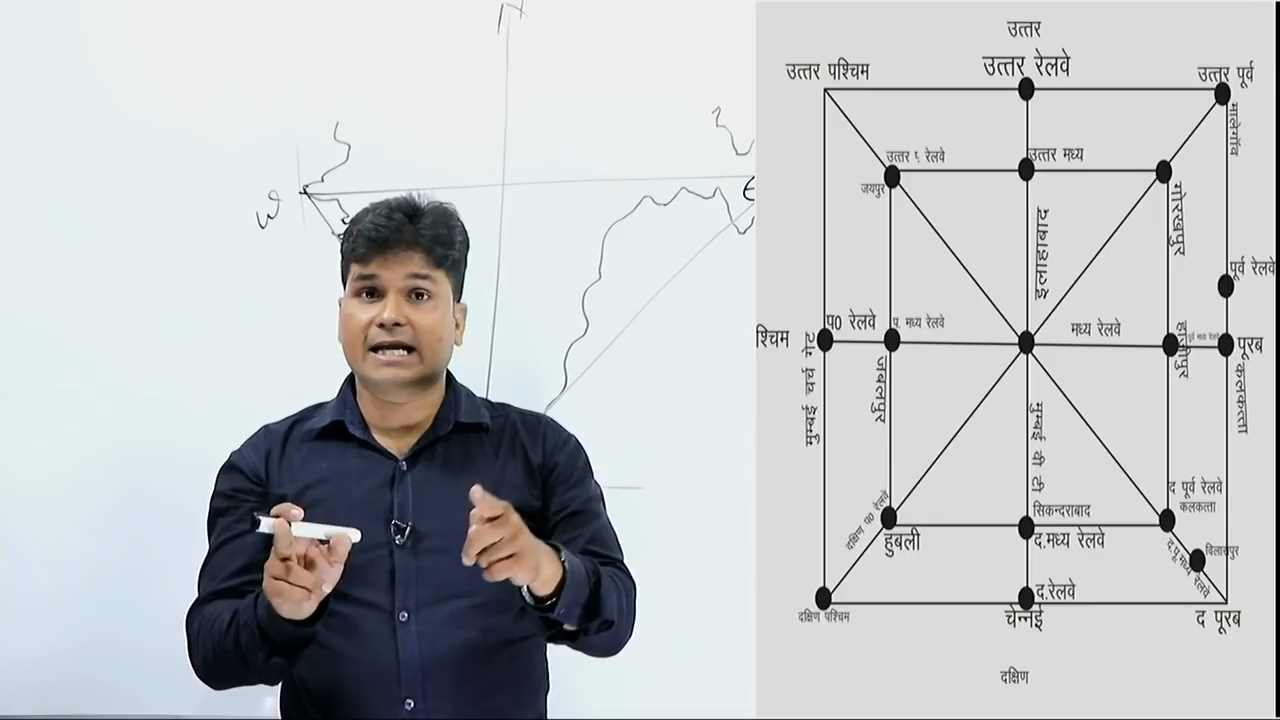 N
W
E
उत्तर
उत्तर रेलवे
उत्तर पश्चिम
उत्तर पूर्व
मालेगाँव
उत्तर रेलवे
उत्तर मध्य
जयपुर
गोरखपुर
इलाहाबाद
पूर्व रेलवे
प0 रेलवे
प. मध्य रेलवे
मध्य रेलवे
श्चिम
पूरब
हाजीपुर
मुम्बई चर्च गेट
जबलपुर
मुम्बई वी टी
कलकत्ता
द पूर्व रेलवे
कलकत्ता
दक्षिण प0 रेलवे
हुबली
सिकन्दराबाद
द.मध्य रेलवे
द.पू.मध्य रेलवे
द.रेलवे
चेन्नई
दक्षिण पश्चिम
द पूरब
दक्षिण